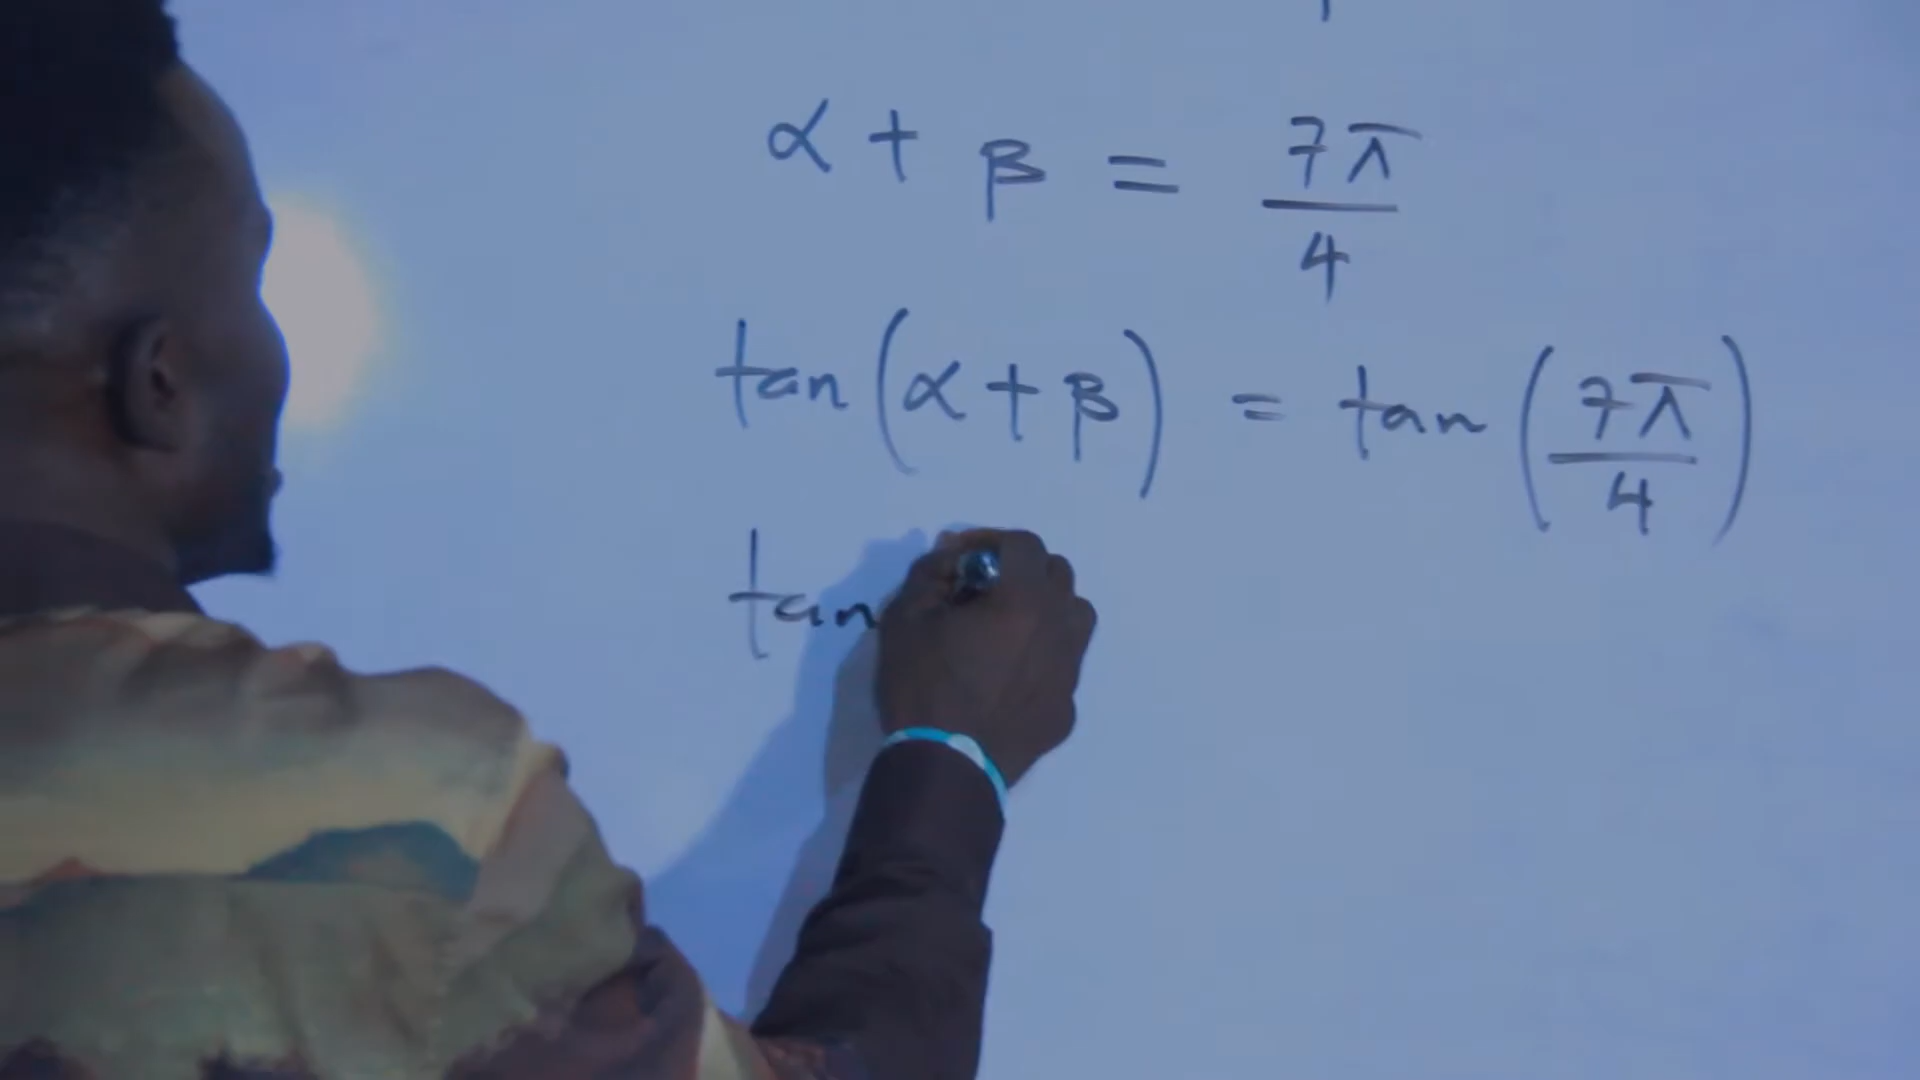 α + β = 7π/4
tan(α + β) = tan(7π/4)
tan